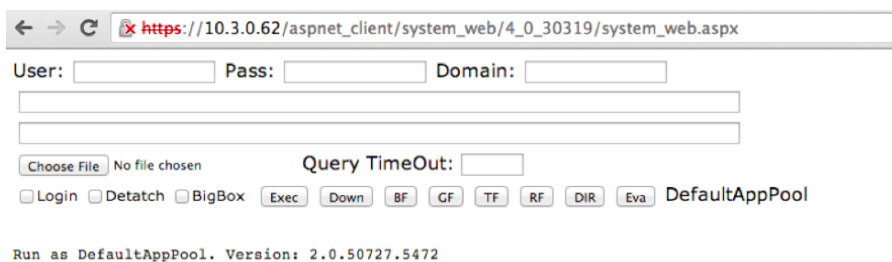 https://10.3.0.62/aspnet_client/system_web/4_0_30319/system_web.aspx
User: Pass: Domain:
Choose File No file chosen Query TimeOut:
Login Detatch BigBox Exec Down BF GF TF RF DIR Eva DefaultAppPool
Run as DefaultAppPool. Version: 2.0.50727.5472